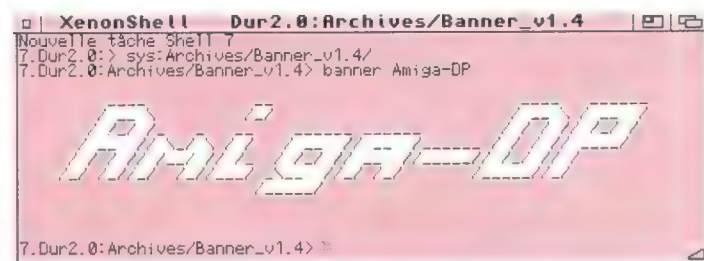 XenonShell Dur2.0:Archives/Banner_v1.4
Nouvelle tâche Shell 7
7.Dur2.0:> sys:Archives/Banner_v1.4/
7.Dur2.0:Archives/Banner_v1.4> banner Amiga-DP
Amiga-DP
7.Dur2.0:Archives/Banner_v1.4>